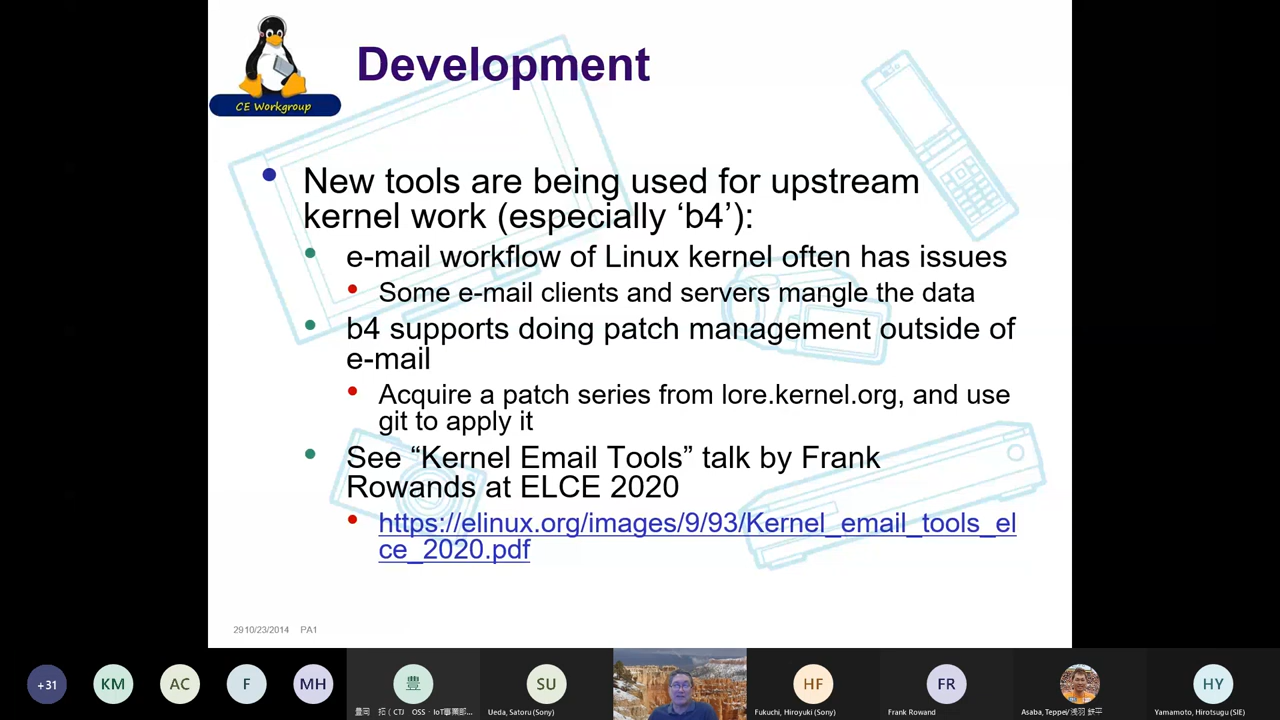 CE Workgroup
Development
New tools are being used for upstream
kernel work (especially ‘b4’):
e-mail workflow of Linux kernel often has issues
Some e-mail clients and servers mangle the data
b4 supports doing patch management outside of
e-mail
Acquire a patch series from lore.kernel.org, and use
git to apply it
See “Kernel Email Tools” talk by Frank
Rowands at ELCE 2020
https://elinux.org/images/9/93/Kernel_email_tools_el
ce_2020.pdf
2910/23/2014 PA1
+31
KM
AC
F
MH
豊
SU
HF
FR
HY
豊岡 拓(CTJ OSS・IoT事業部...
Ueda, Satoru (Sony)
Fukuchi, Hiroyuki (Sony)
Frank Rowand
Asaba, Teppei/浅羽 鉄平
Yamamoto, Hirotsugu (SIE)